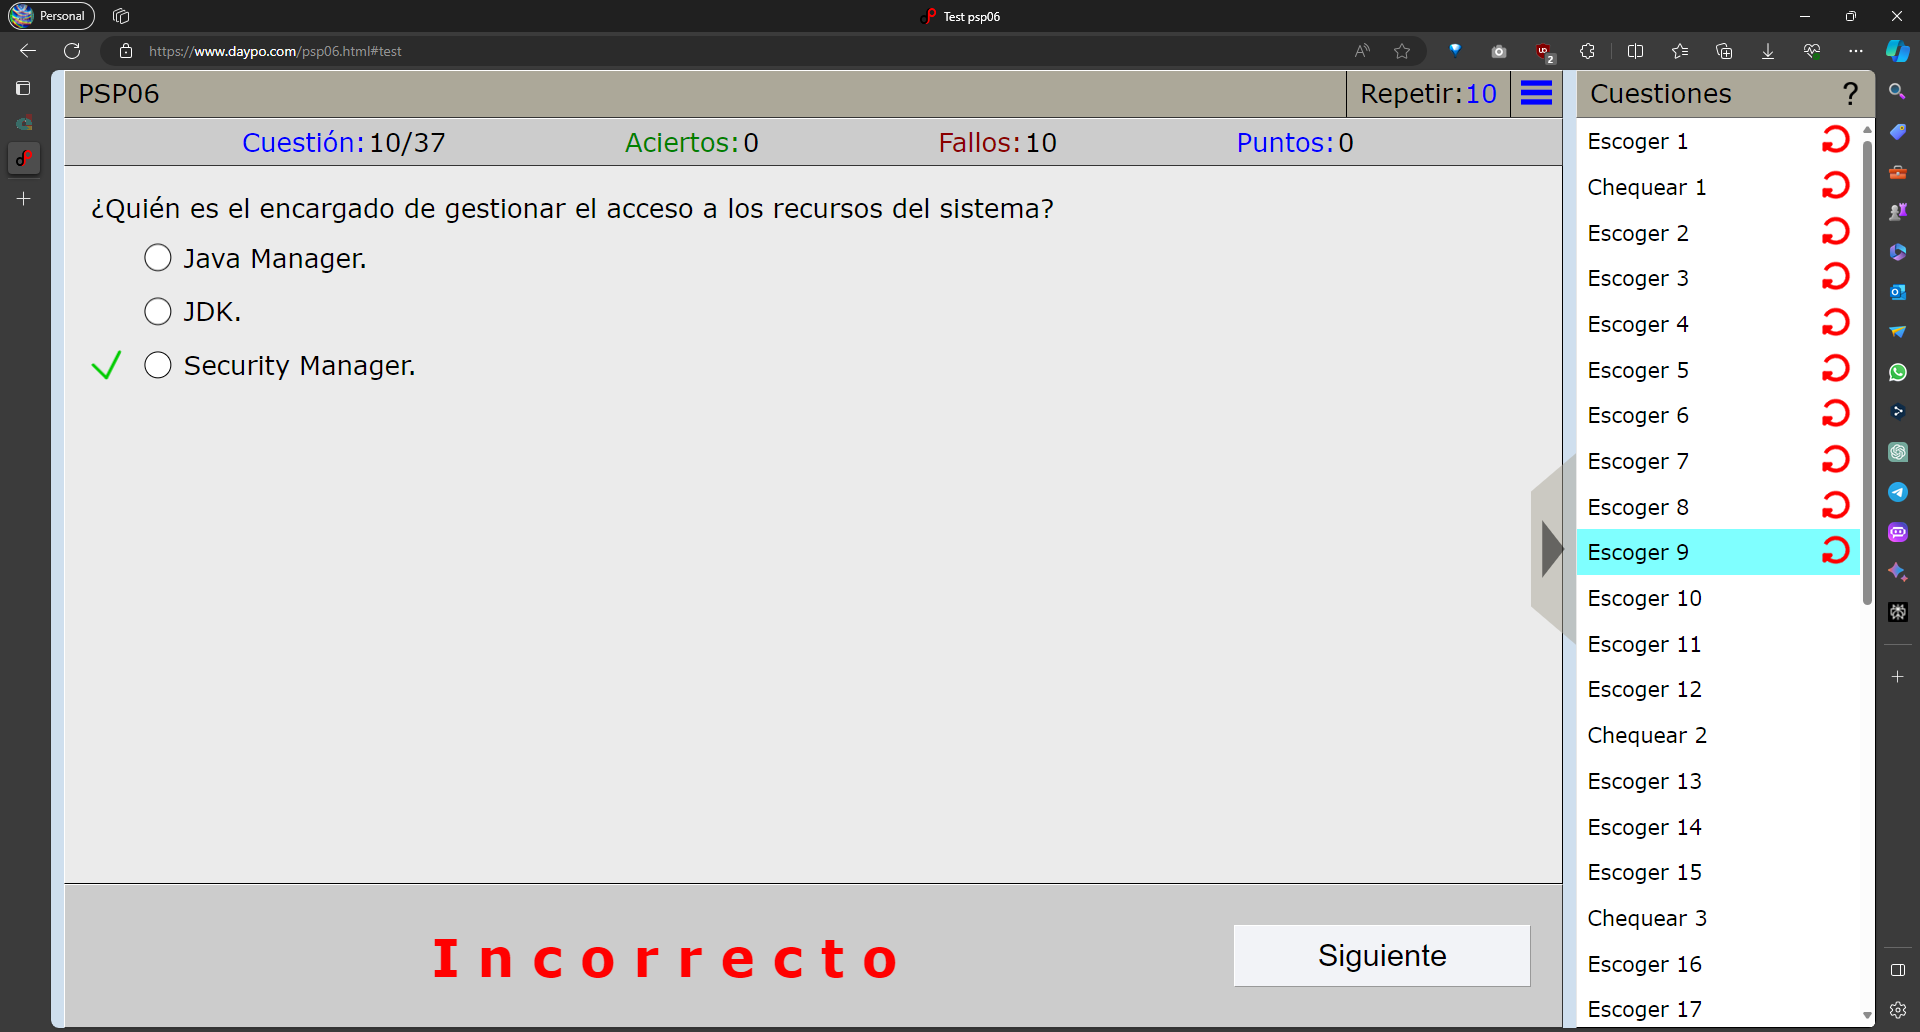 Personal
Test psp06
https://www.daypo.com/psp06.html#test
PSP06
Repetir:10
Cuestiones
?
Cuestión:10/37
Aciertos:0
Fallos:10
Puntos:0
¿Quién es el encargado de gestionar el acceso a los recursos del sistema?
Java Manager.
JDK.
Security Manager.
Incorrecto
Siguiente
Escoger 1
Chequear 1
Escoger 2
Escoger 3
Escoger 4
Escoger 5
Escoger 6
Escoger 7
Escoger 8
Escoger 9
Escoger 10
Escoger 11
Escoger 12
Chequear 2
Escoger 13
Escoger 14
Escoger 15
Chequear 3
Escoger 16
Escoger 17
2